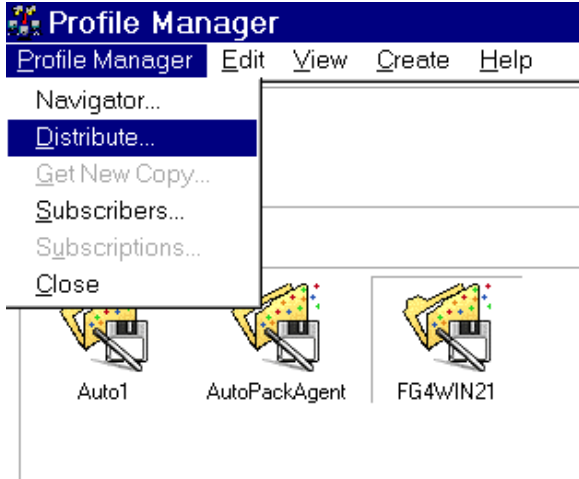 Profile Manager
Profile Manager Edit View Create Help
Navigator...
Distribute...
Get New Copy...
Subscribers...
Subscriptions...
Close
Auto1 AutoPackAgent FG4WIN21